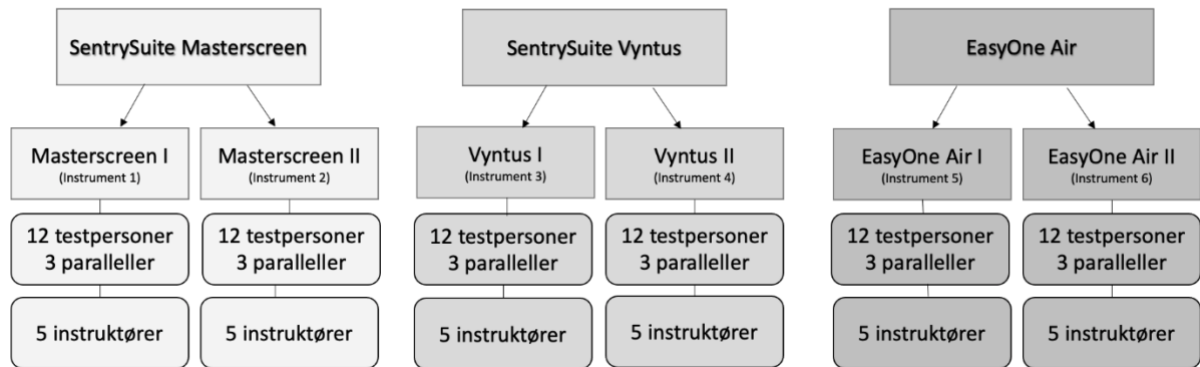 SentrySuite Masterscreen
SentrySuite Vyntus
EasyOne Air
Masterscreen I
(Instrument 1)
Masterscreen II
(Instrument 2)
Vyntus I
(Instrument 3)
Vyntus II
(Instrument 4)
EasyOne Air I
(Instrument 5)
EasyOne Air II
(Instrument 6)
12 testpersoner
3 paralleller
12 testpersoner
3 paralleller
12 testpersoner
3 paralleller
12 testpersoner
3 paralleller
12 testpersoner
3 paralleller
12 testpersoner
3 paralleller
5 instruktører
5 instruktører
5 instruktører
5 instruktører
5 instruktører
5 instruktører